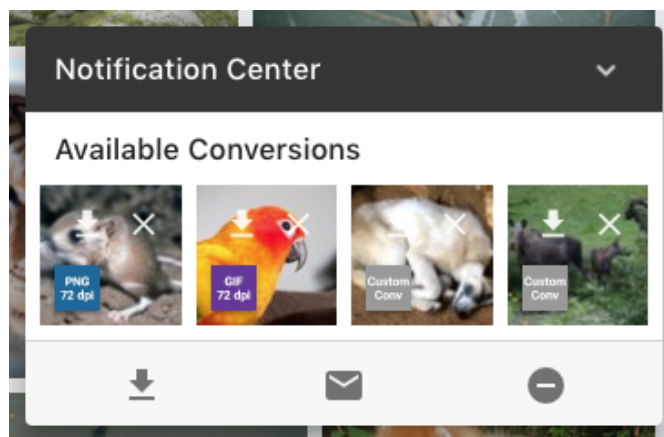 Notification Center
Available Conversions
PNG
72 dpi
GIF
72 dpi
Custom
Conv
Custom
Conv